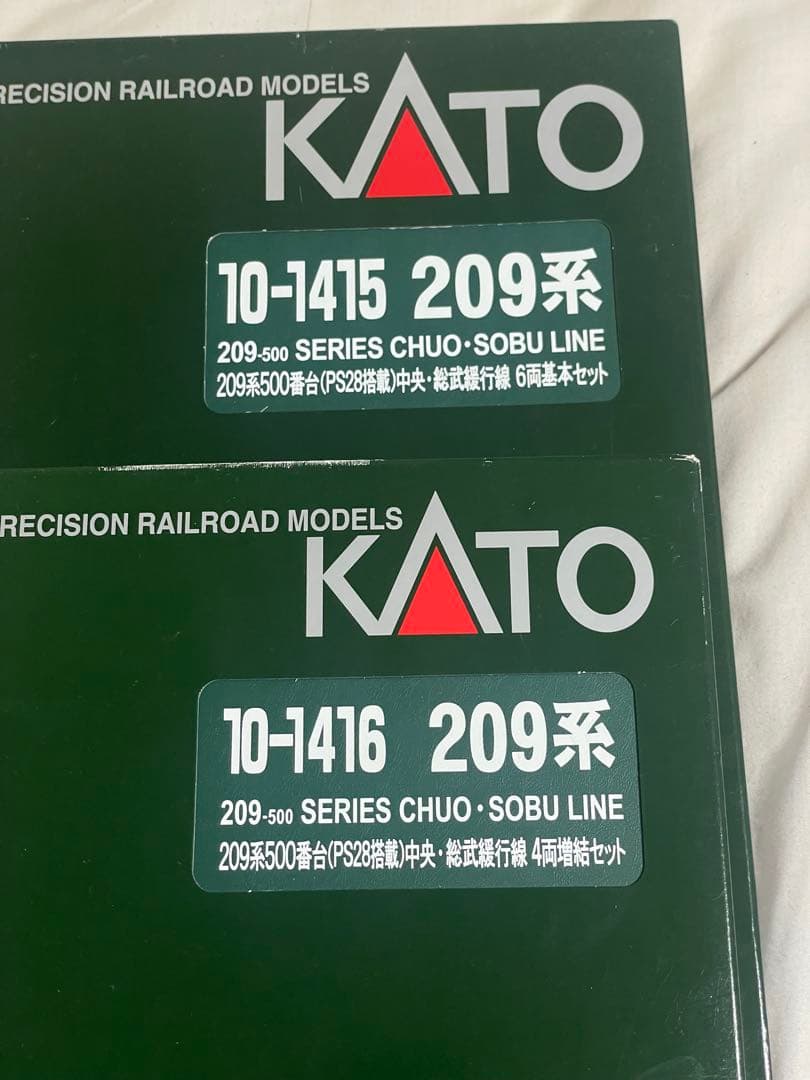 RECISION RAILROAD MODELS
KATO
10-1415 209系
209-500 SERIES CHUO・SOBU LINE
209系500番台(PS28搭載)中央・総武緩行線 6両基本セット
RECISION RAILROAD MODELS
KATO
10-1416 209系
209-500 SERIES CHUO・SOBU LINE
209系500番台(PS28搭載)中央・総武緩行線 4両増結セット